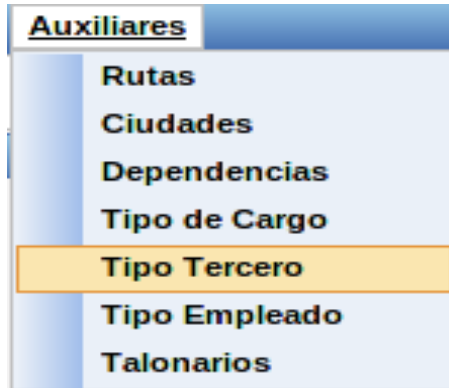 Auxiliares
Rutas
Ciudades
Dependencias
Tipo de Cargo
Tipo Tercero
Tipo Empleado
Talonarios